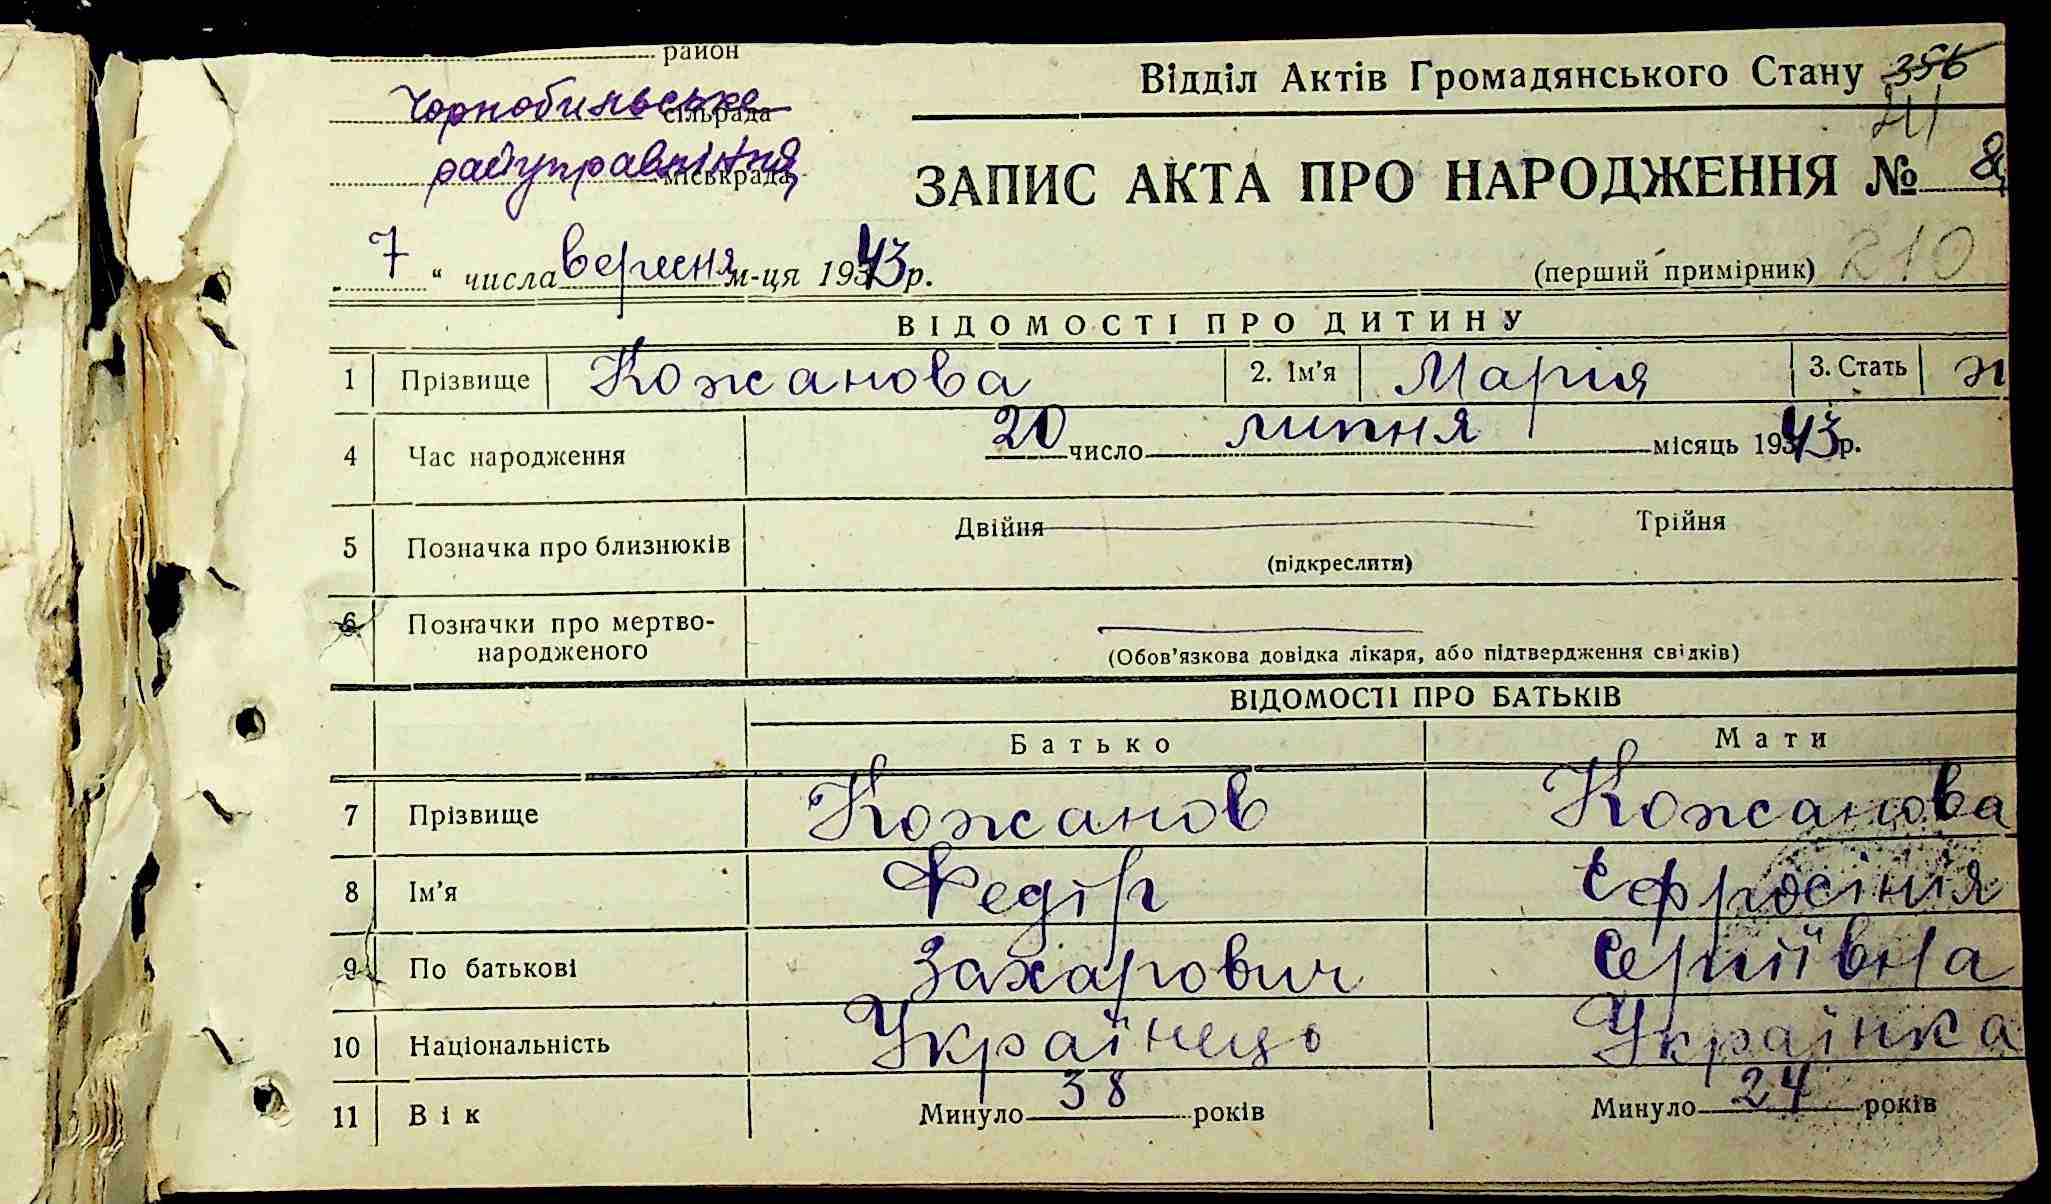 район
Відділ Актів Громадянського Стану 356
Чорнобильське
сільрада
41
райуправління
міськрада
ЗАПИС АКТА ПРО НАРОДЖЕННЯ №
7 “ числа вересня м-ця 1943 р.
(перший примірник) 210
ВІДОМОСТІ ПРО ДИТИНУ
1 Прізвище Кожанова 2. Ім'я Марія 3. Стать ж
4 Час народження 20 число липня місяць 1943 р.
5 Позначка про близнюків Двійня Трійня
(підкреслити)
6 Позначки про мертво-
народженого
(Обов'язкова довідка лікаря, або підтвердження свідків)
ВІДОМОСТІ ПРО БАТЬКІВ
Батько Мати
7 Прізвище Кожанов Кожанова
8 Ім'я Федір Єфросінія
9 По батькові Захарович Сергіївна
10 Національність Українець Українка
11 Вік Минуло 38 років Минуло 24 років